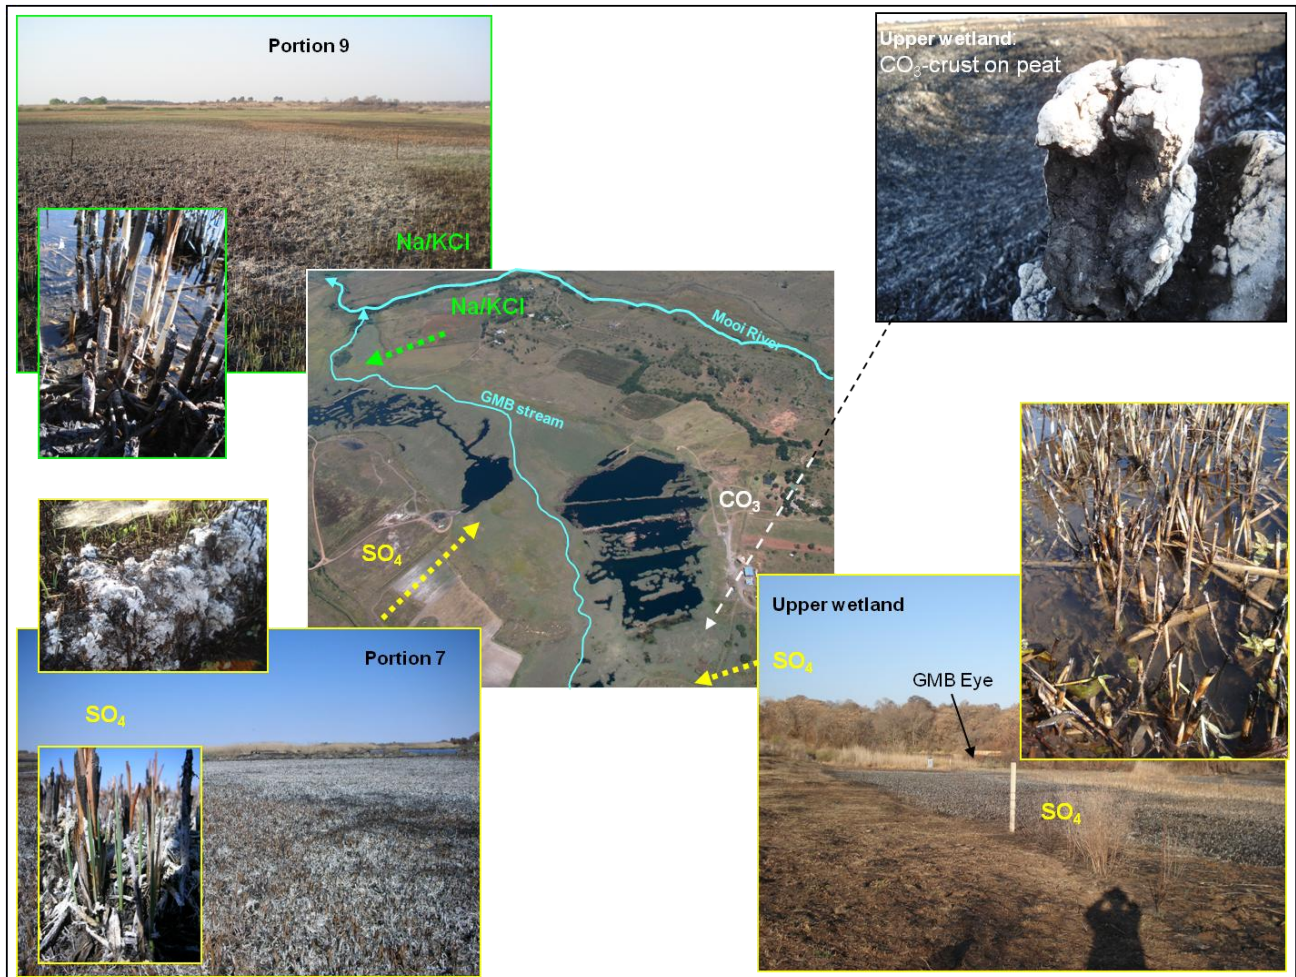 Portion 9
Na/KCl
Upper wetland:
CO₃-crust on peat
Na/KCl
Mooi River
GMB stream
CO₃
SO₄
SO₄
Portion 7
SO₄
Upper wetland
GMB Eye
SO₄